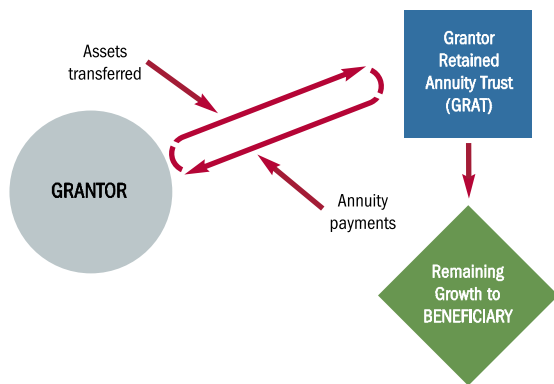 Assets
transferred
Grantor
Retained
Annuity Trust
(GRAT)
GRANTOR
Annuity
payments
Remaining
Growth to
BENEFICIARY